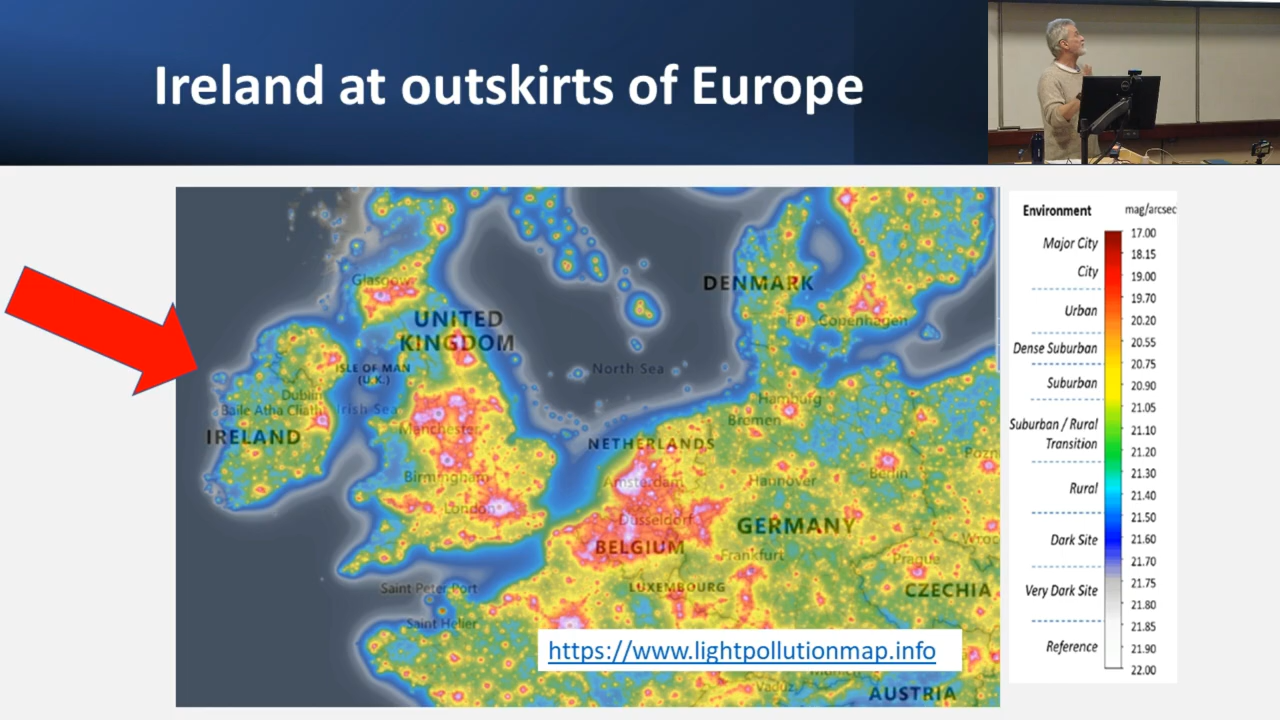 Ireland at outskirts of Europe
Glasgow
DENMARK
UNITED
KINGDOM
Copenhagen
ISLE OF MAN
(U.K.)
North Sea
Dublin
Baile Atha Cliath
Irish Sea
Hamburg
Bremen
Manchester
IRELAND
NETHERLANDS
Birmingham
Amsterdam
Hannover
Berlin
London
Dusseldorf
GERMANY
BELGIUM
Frankfurt
Prague
Saint Peter Port
LUXEMBOURG
CZECHIA
Saint Helier
https://www.lightpollutionmap.info
Vaduz
AUSTRIA
Environment mag/arcsec
17.00
Major City
18.15
City 19.00
19.70
Urban 20.20
20.55
Dense Suburban
20.75
Suburban 20.90
21.05
Suburban / Rural 21.10
Transition
21.20
21.30
Rural 21.40
21.50
Dark Site 21.60
21.70
21.75
Very Dark Site
21.80
21.85
Reference 21.90
22.00